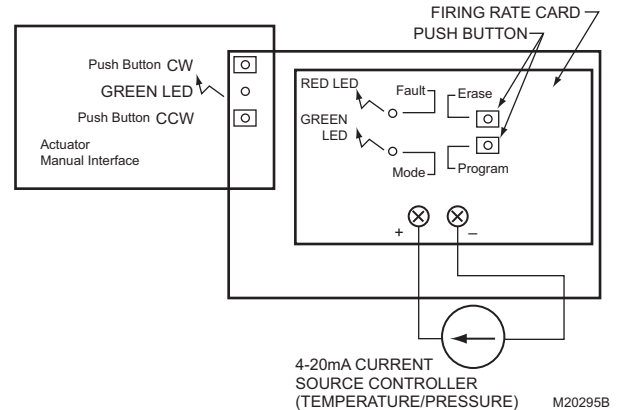 FIRING RATE CARD
PUSH BUTTON
Push Button CW
GREEN LED
Push Button CCW
Actuator
Manual Interface
RED LED
Fault
Erase
GREEN
LED
Mode
Program
+
–
4-20mA CURRENT
SOURCE CONTROLLER
(TEMPERATURE/PRESSURE)
M20295B